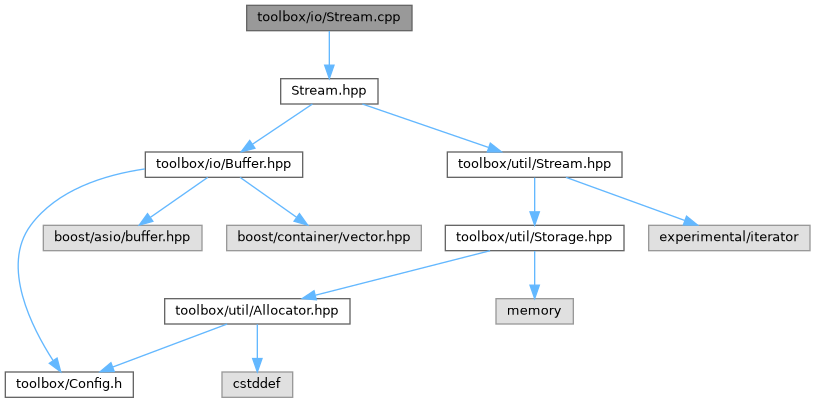 toolbox/io/Stream.cpp
Stream.hpp
toolbox/io/Buffer.hpp
toolbox/util/Stream.hpp
boost/asio/buffer.hpp
boost/container/vector.hpp
toolbox/util/Storage.hpp
experimental/iterator
toolbox/util/Allocator.hpp
memory
toolbox/Config.h
cstddef